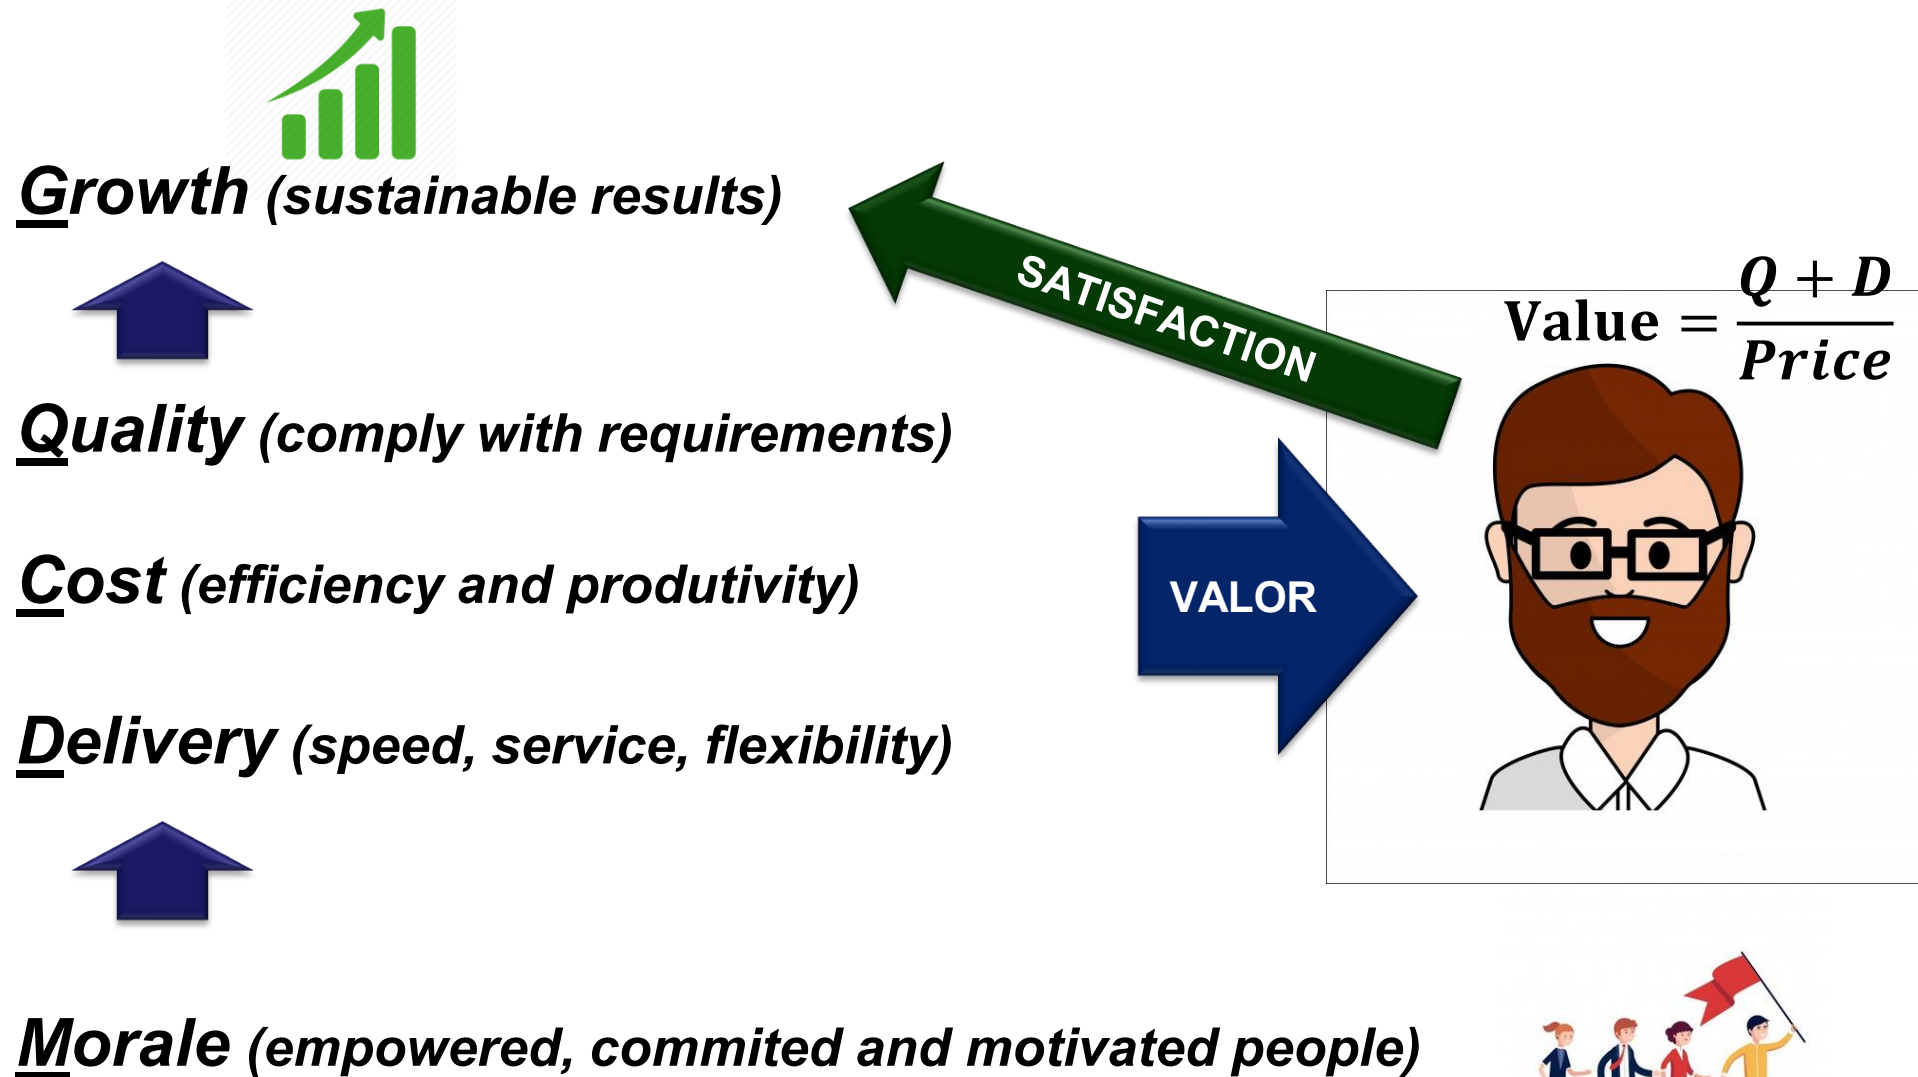 Growth (sustainable results)
SATISFACTION
Value = Q + D / Price
Quality (comply with requirements)
Cost (efficiency and produtivity)
VALOR
Delivery (speed, service, flexibility)
Morale (empowered, commited and motivated people)